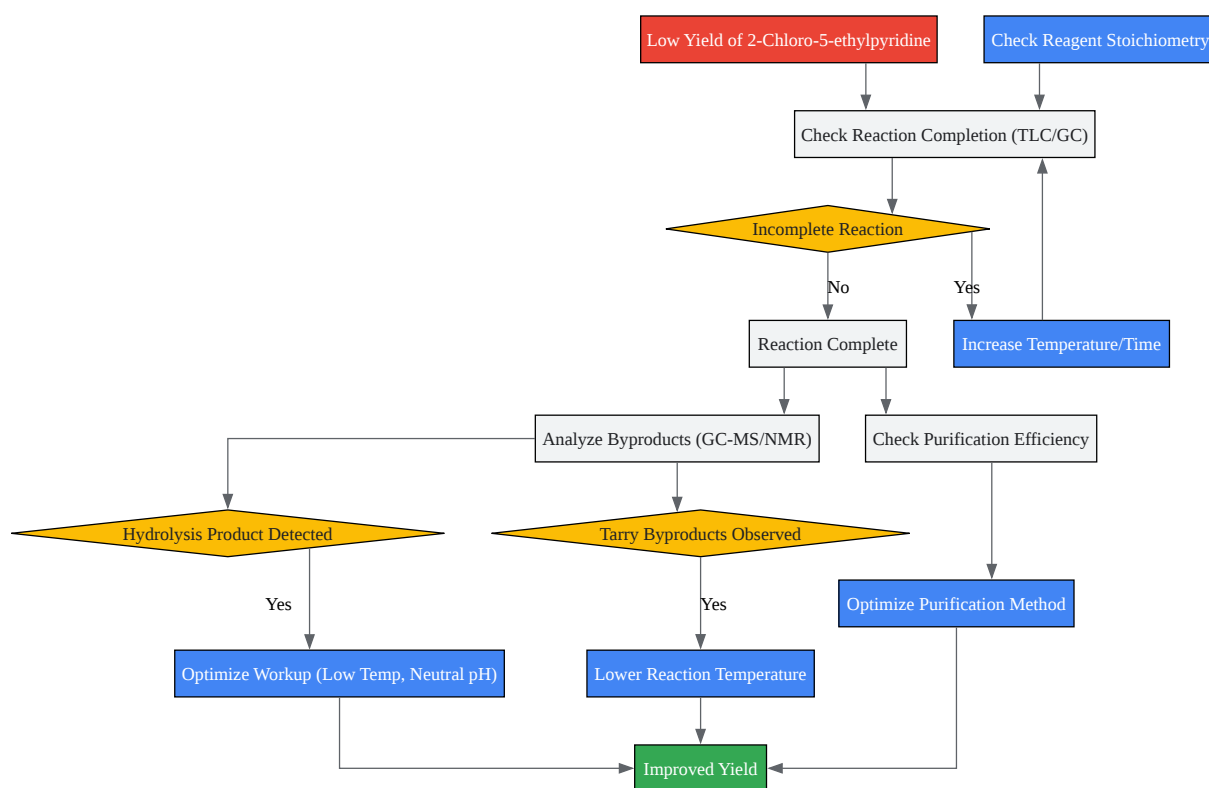 Low Yield of 2-Chloro-5-ethylpyridine
Check Reagent Stoichiometry
Check Reaction Completion (TLC/GC)
Incomplete Reaction
No
Yes
Reaction Complete
Increase Temperature/Time
Analyze Byproducts (GC-MS/NMR)
Check Purification Efficiency
Hydrolysis Product Detected
Tarry Byproducts Observed
Yes
Yes
Optimize Purification Method
Optimize Workup (Low Temp, Neutral pH)
Lower Reaction Temperature
Improved Yield